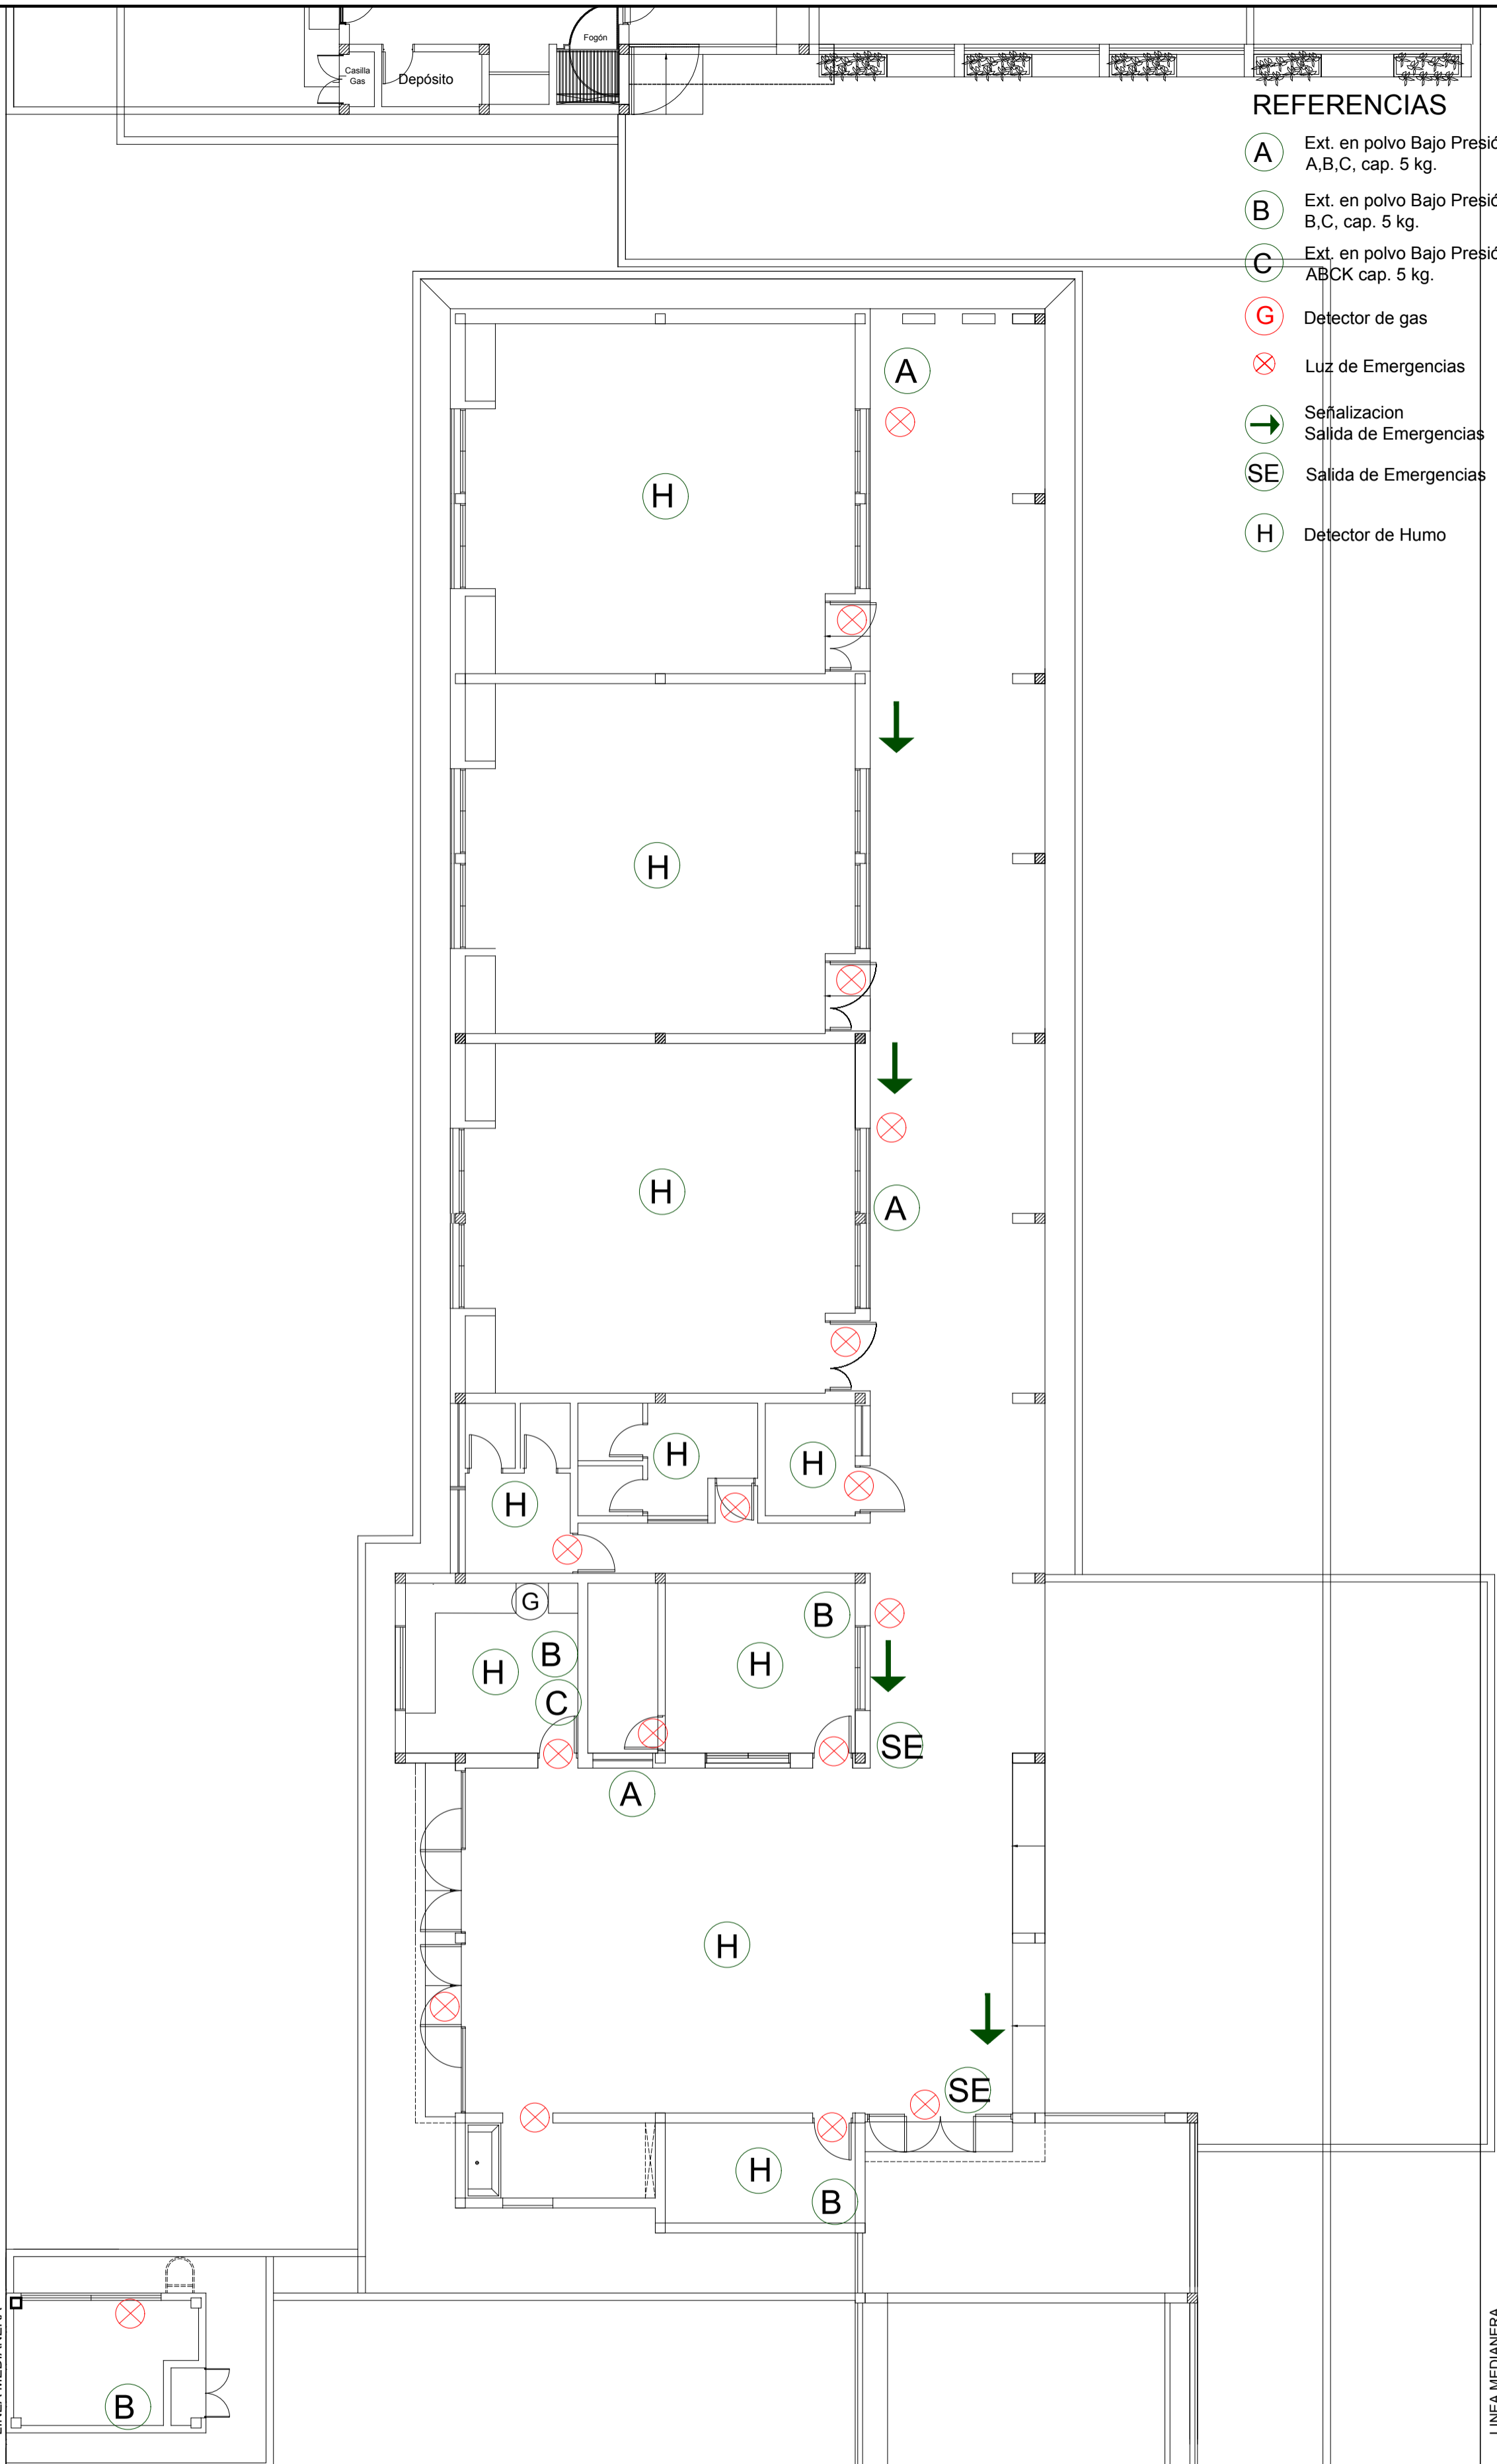 Fogón
Casilla
Gas
Depósito
REFERENCIAS
A
Ext. en polvo Bajo Presió
A,B,C, cap. 5 kg.
B
Ext. en polvo Bajo Presió
B,C, cap. 5 kg.
C
Ext. en polvo Bajo Presió
ABCK cap. 5 kg.
G
Detector de gas
Luz de Emergencias
Señalizacion
Salida de Emergencias
SE
Salida de Emergencias
H
Detector de Humo
A
H
H
H
A
H
H
H
G
B
B
H
H
C
SE
A
H
SE
H
B
B
LINEA MEDIANERA